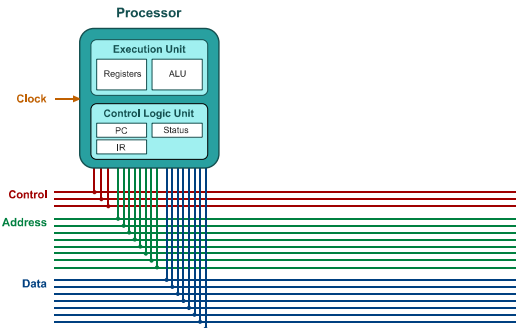 Processor
Execution Unit
Registers
ALU
Clock
Control Logic Unit
PC
Status
IR
Control
Address
Data